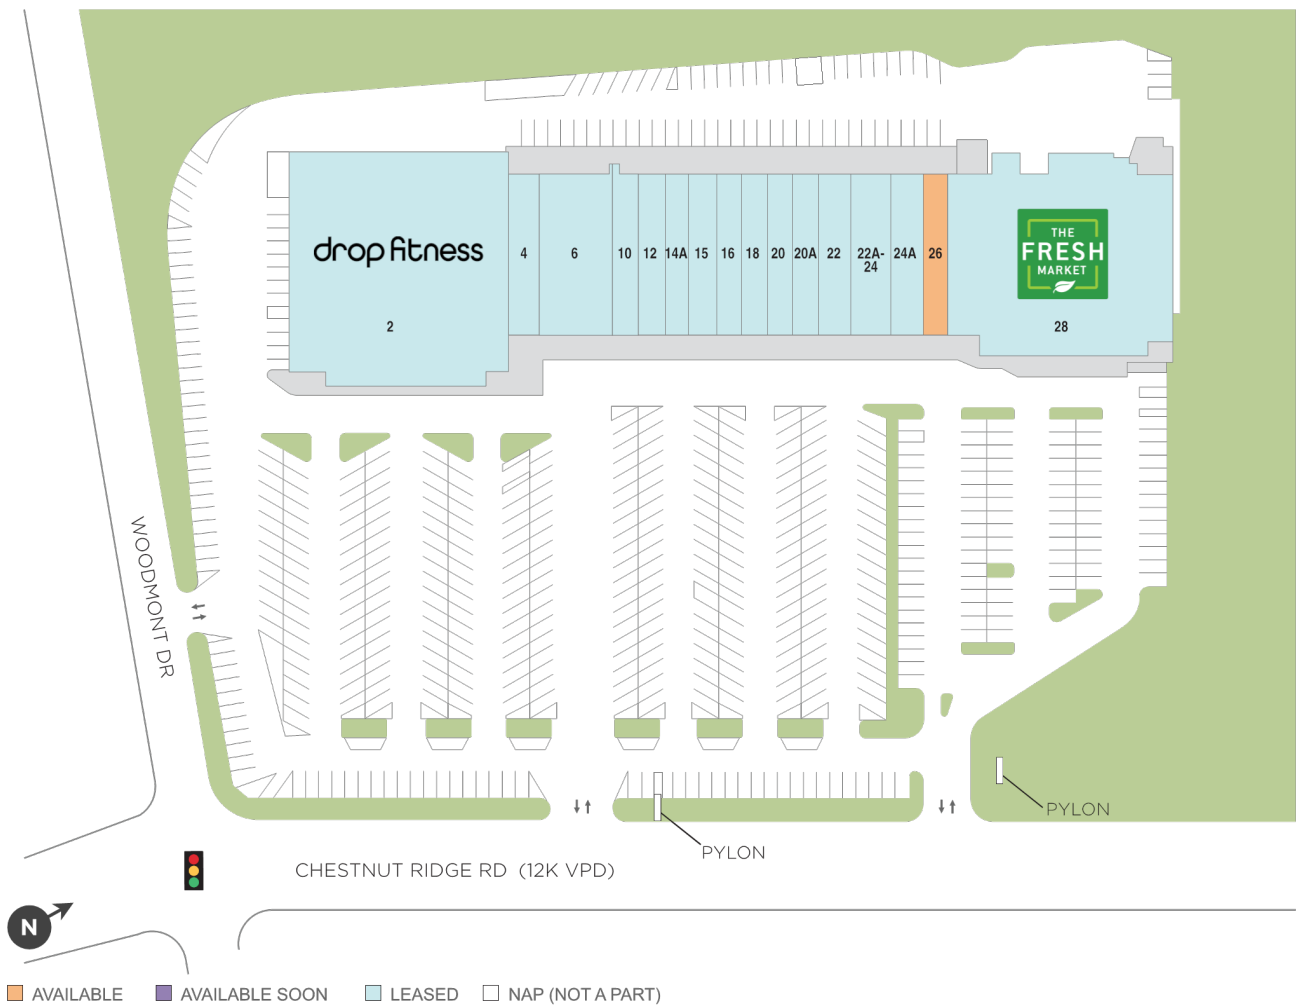 drop fitness
2
4
6
10
12
14A
15
16
18
20
20A
22
22A-
24
24A
26
THE
FRESH
MARKET
28
WOODMONT DR
PYLON
PYLON
CHESTNUT RIDGE RD (12K VPD)
N
AVAILABLE
AVAILABLE SOON
LEASED
NAP (NOT A PART)